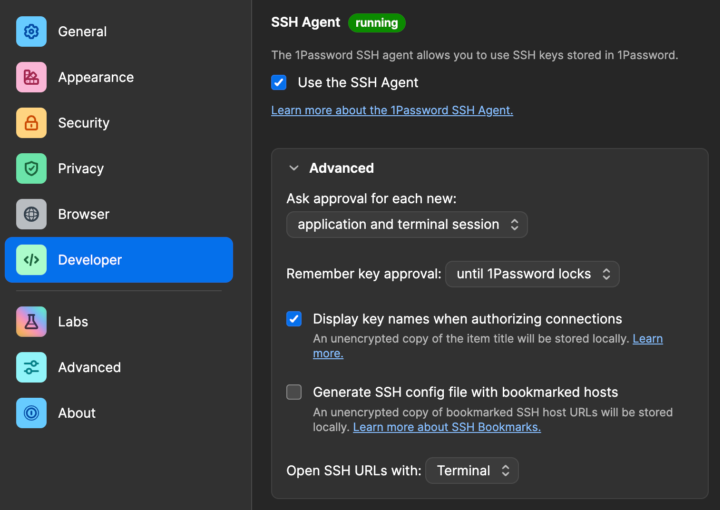 General
Appearance
Security
Privacy
Browser
Developer
Labs
Advanced
About
SSH Agent running
The 1Password SSH agent allows you to use SSH keys stored in 1Password.
Use the SSH Agent
Learn more about the 1Password SSH Agent.
Advanced
Ask approval for each new:
application and terminal session
Remember key approval: until 1Password locks
Display key names when authorizing connections
An unencrypted copy of the item title will be stored locally. Learn
more.
Generate SSH config file with bookmarked hosts
An unencrypted copy of bookmarked SSH host URLs will be stored
locally. Learn more about SSH Bookmarks.
Open SSH URLs with: Terminal